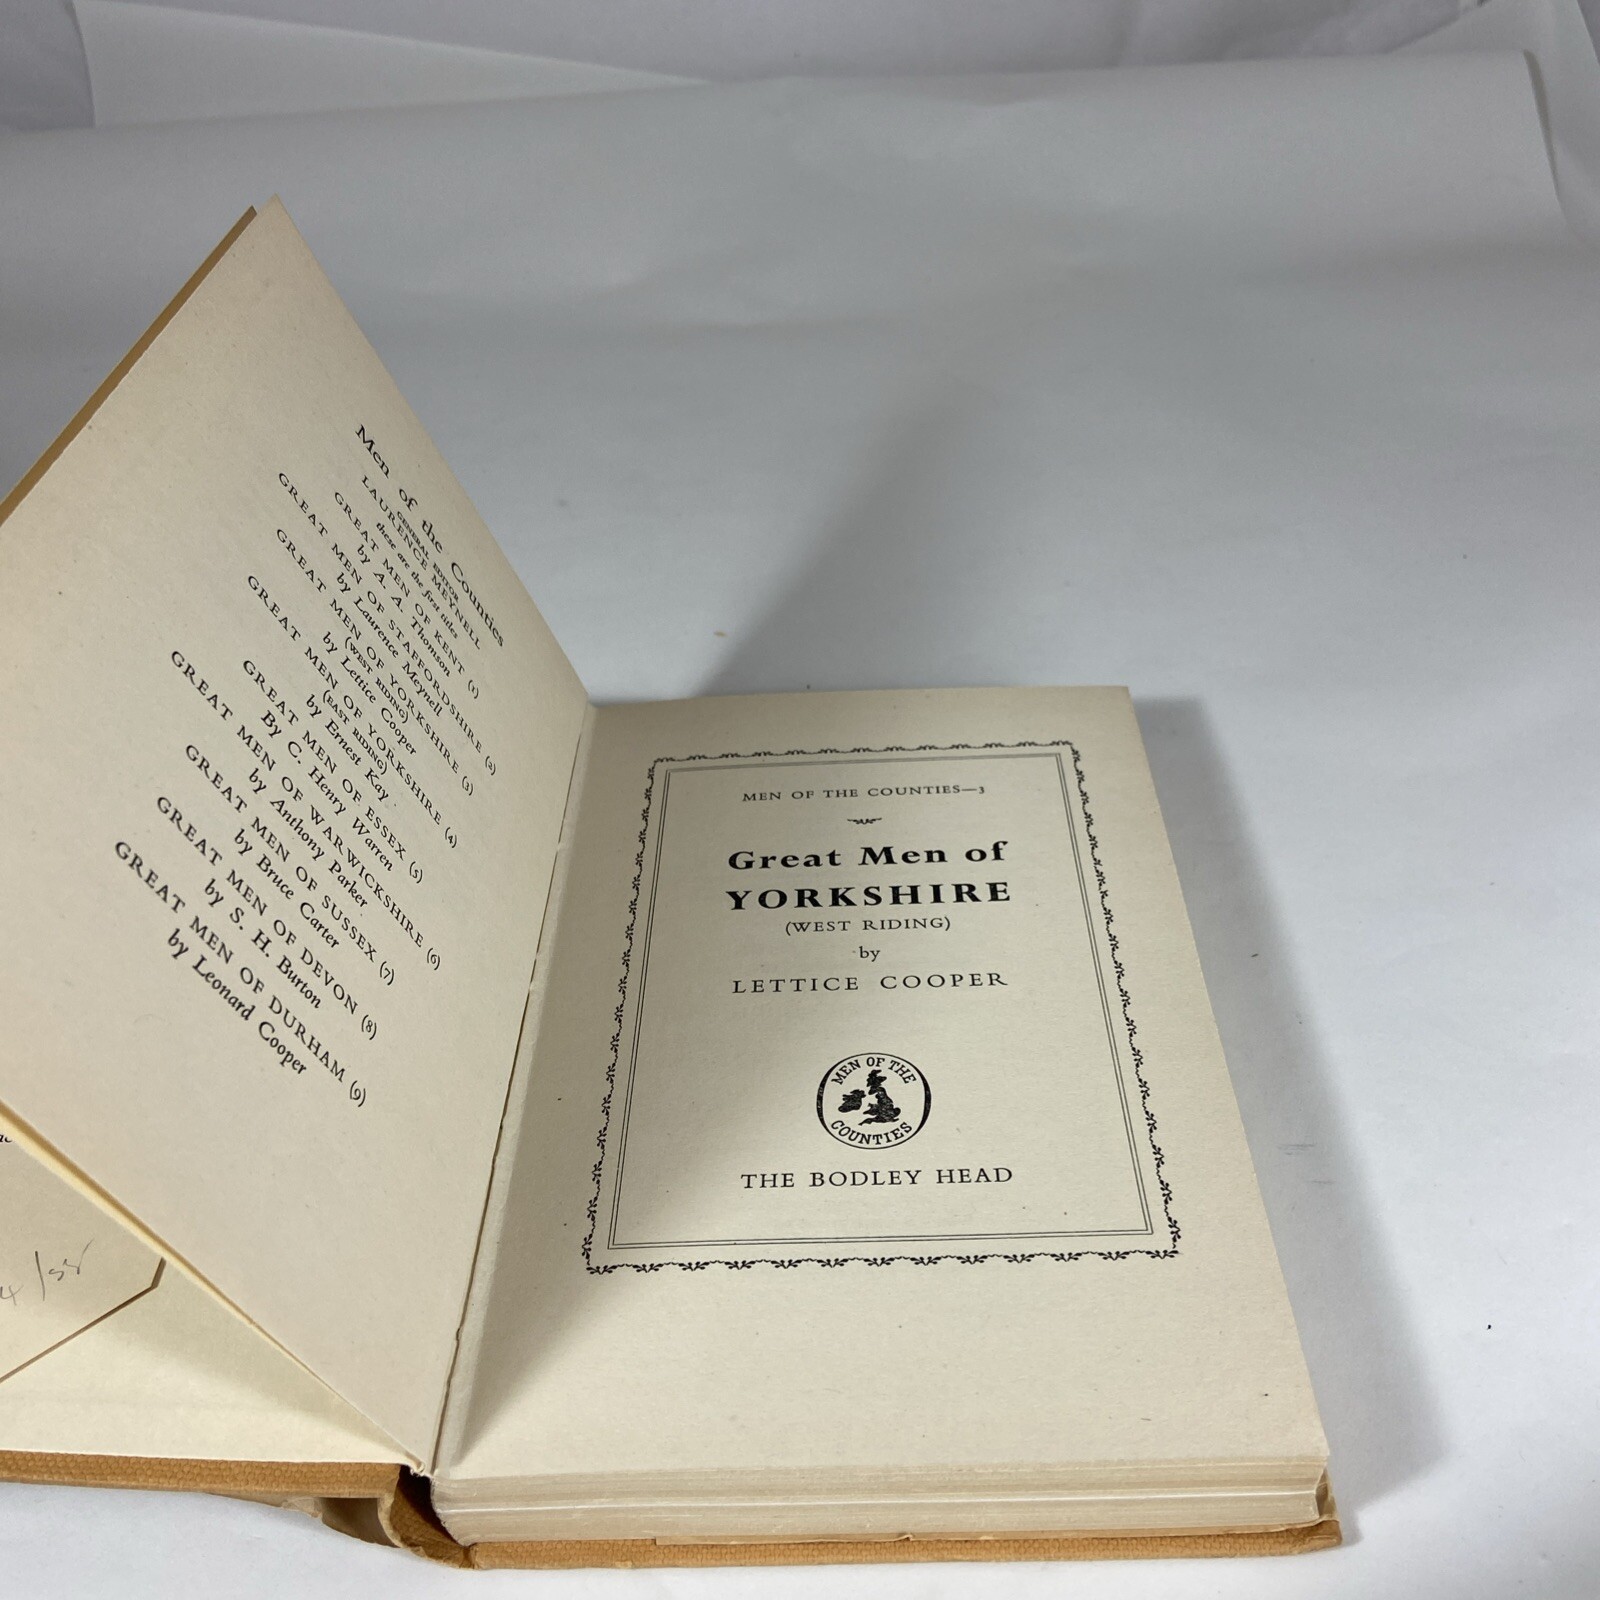 Men of the Counties
GENERAL EDITOR
LAURENCE MEYNELL
these are the first titles
GREAT MEN OF KENT (1)
by A. A. Thomson
GREAT MEN OF STAFFORDSHIRE (2)
by Laurence Meynell
GREAT MEN OF YORKSHIRE (3)
(WEST RIDING)
by Lettice Cooper
GREAT MEN OF YORKSHIRE (4)
(EAST RIDING)
by Ernest Kay
GREAT MEN OF ESSEX (5)
By C. Henry Warren
GREAT MEN OF WARWICKSHIRE (6)
by Anthony Parker
GREAT MEN OF SUSSEX (7)
by Bruce Carter
GREAT MEN OF DEVON (8)
by S. H. Burton
GREAT MEN OF DURHAM (9)
by Leonard Cooper
MEN OF THE COUNTIES—3
Great Men of
YORKSHIRE
(WEST RIDING)
by
LETTICE COOPER
MEN OF THE
COUNTIES
THE BODLEY HEAD